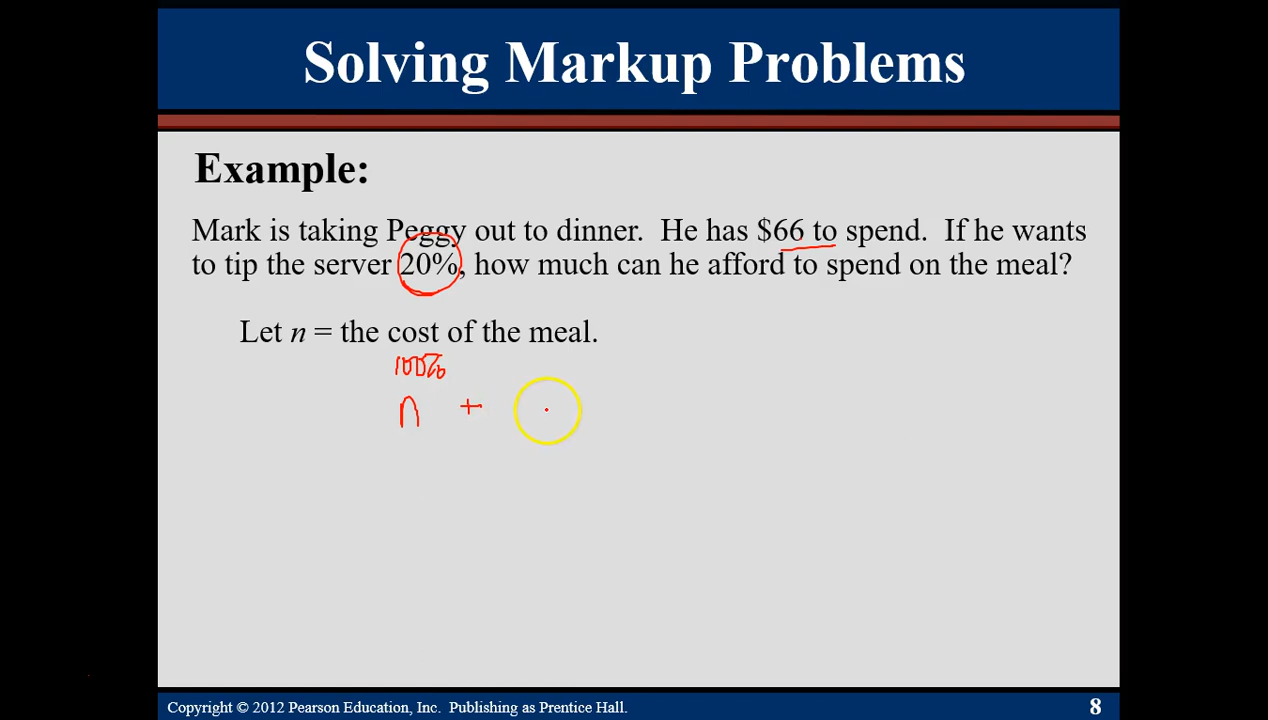 Solving Markup Problems
Example:
Mark is taking Peggy out to dinner. He has $66 to spend. If he wants
to tip the server 20%, how much can he afford to spend on the meal?
Let n = the cost of the meal.
100%
n +
Copyright © 2012 Pearson Education, Inc. Publishing as Prentice Hall. 8